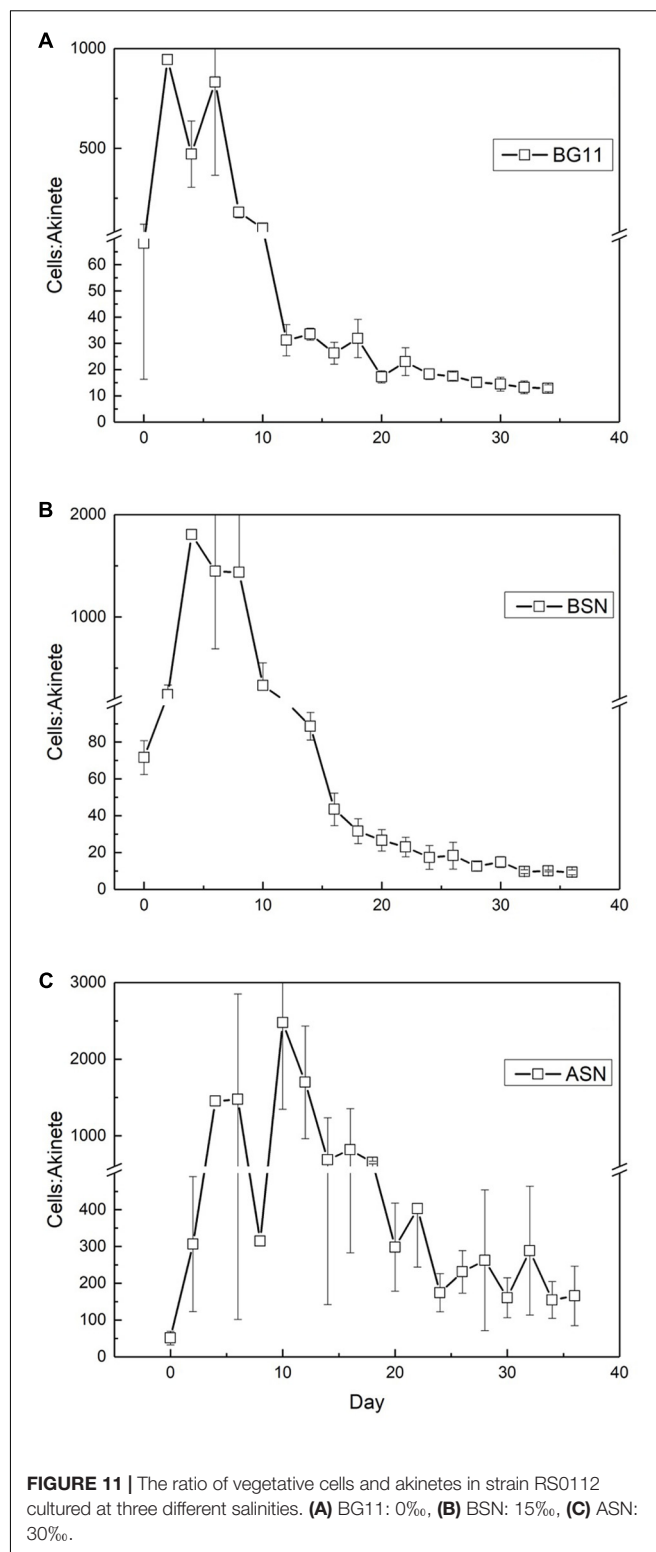 A
1000
500
60
50
40
30
20
10
0
Cells:Akinete
BG11
0 10 20 30 40
B
2000
1000
80
60
40
20
0
Cells:Akinete
BSN
0 10 20 30 40
C
3000
2000
1000
400
300
200
100
0
Cells:Akinete
ASN
0 10 20 30 40
Day
FIGURE 11 | The ratio of vegetative cells and akinetes in strain RS0112
cultured at three different salinities. (A) BG11: 0‰, (B) BSN: 15‰, (C) ASN:
30‰.